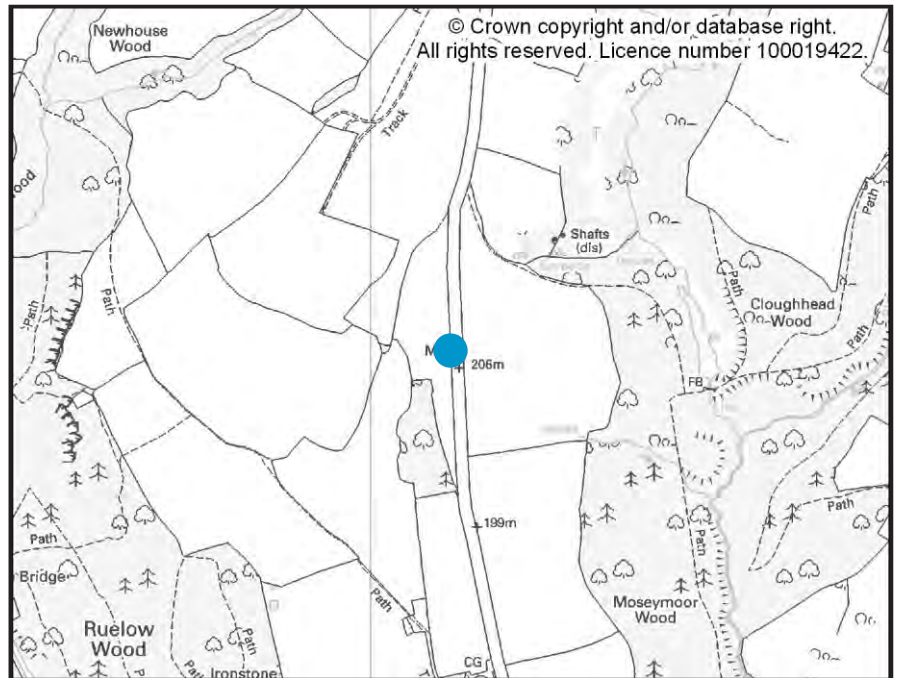 © Crown copyright and/or database right.
All rights reserved. Licence number 100019422.
Newhouse
Wood
Track
Path
Shafts
(dis)
Path
Cloughhead
Wood
Path
Path
Path
M
206m
FB
199m
Path
Path
Path
Bridge
Path
Moseymoor
Wood
Ruelow
Wood
Path
Path
Ironstone
CG